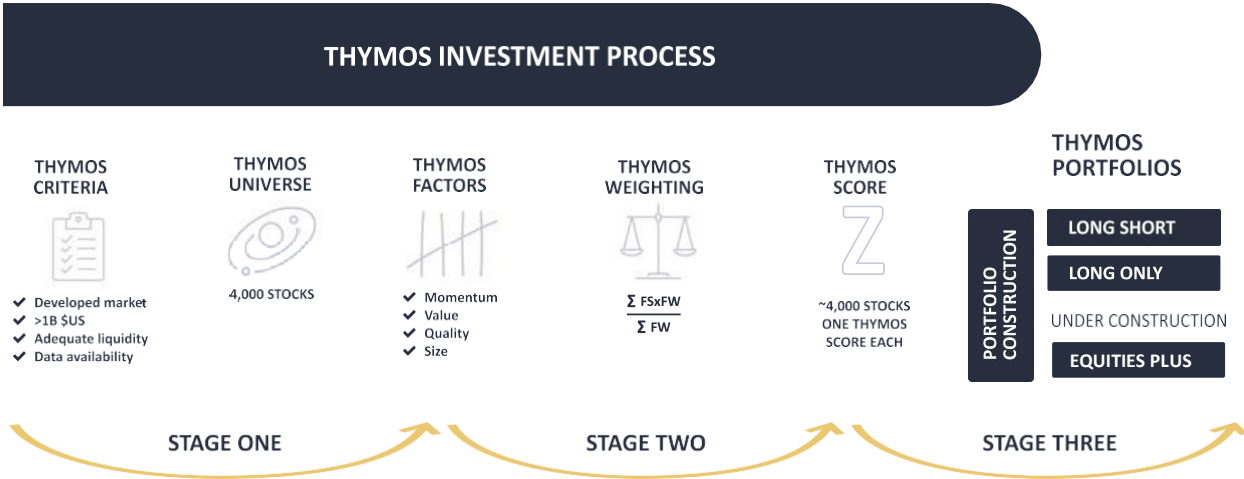 THYMOS INVESTMENT PROCESS
THYMOS
CRITERIA
✔ Developed market
✔ >1B $US
✔ Adequate liquidity
✔ Data availability
THYMOS
UNIVERSE
4,000 STOCKS
THYMOS
FACTORS
✔ Momentum
✔ Value
✔ Quality
✔ Size
THYMOS
WEIGHTING
Σ FSxFW
Σ FW
THYMOS
SCORE
Z
~4,000 STOCKS
ONE THYMOS
SCORE EACH
THYMOS
PORTFOLIOS
PORTFOLIO
CONSTRUCTION
LONG SHORT
LONG ONLY
UNDER CONSTRUCTION
EQUITIES PLUS
STAGE ONE
STAGE TWO
STAGE THREE